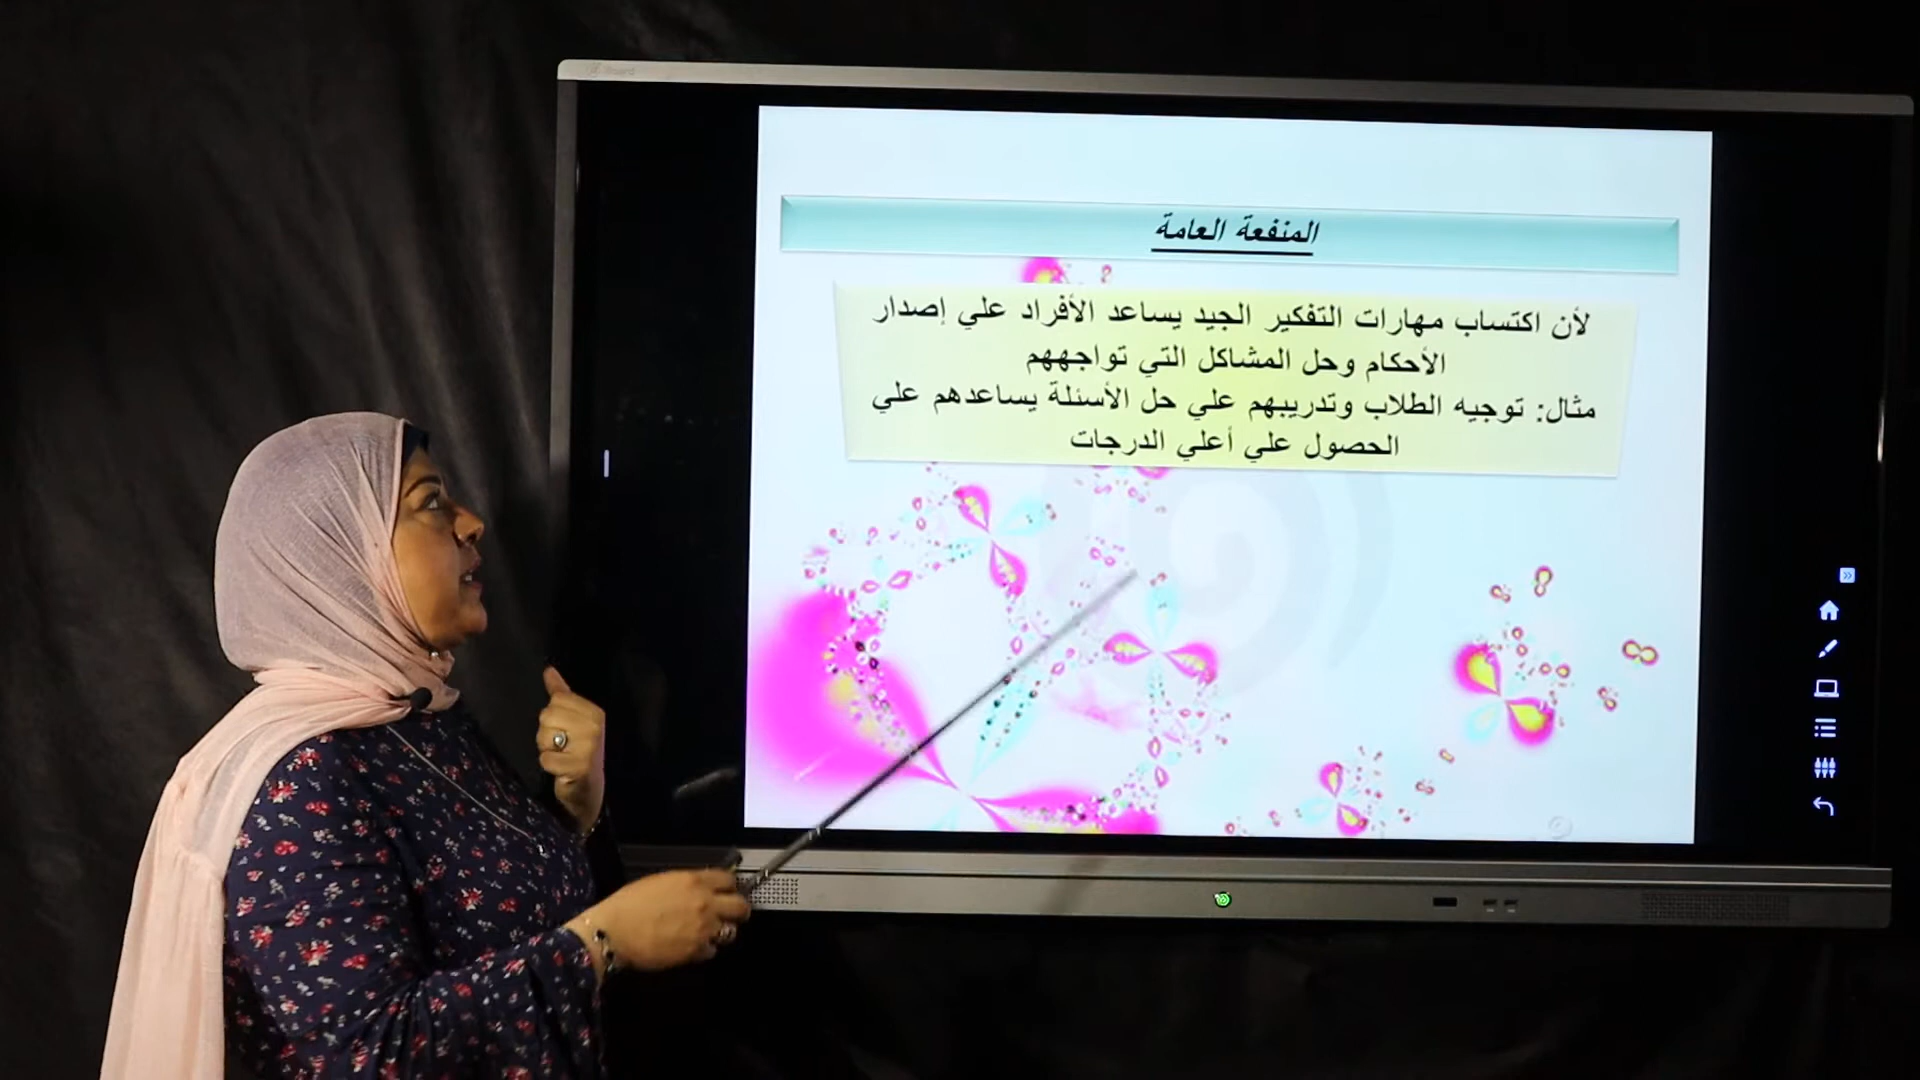 المنفعة العامة
لأن اكتساب مهارات التفكير الجيد يساعد الأفراد علي إصدار
الأحكام وحل المشاكل التي تواجههم
مثال: توجيه الطلاب وتدريبهم علي حل الأسئلة يساعدهم علي
الحصول علي أعلي الدرجات